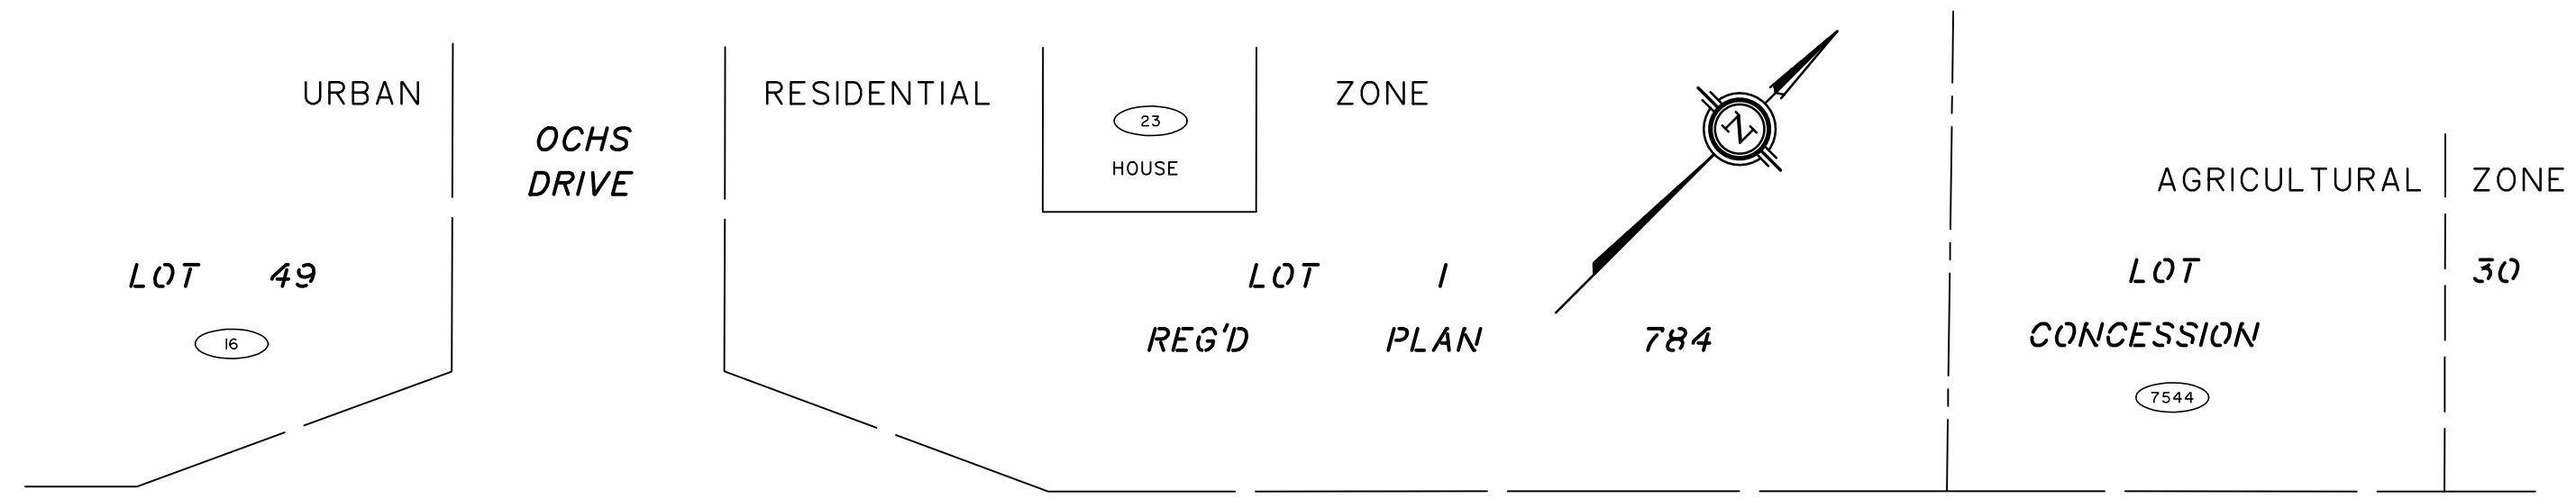 URBAN RESIDENTIAL ZONE
OCHS
DRIVE
23
HOUSE
N
AGRICULTURAL ZONE
LOT 49
LOT 1
LOT 30
16
REG'D PLAN 784
CONCESSION
7544